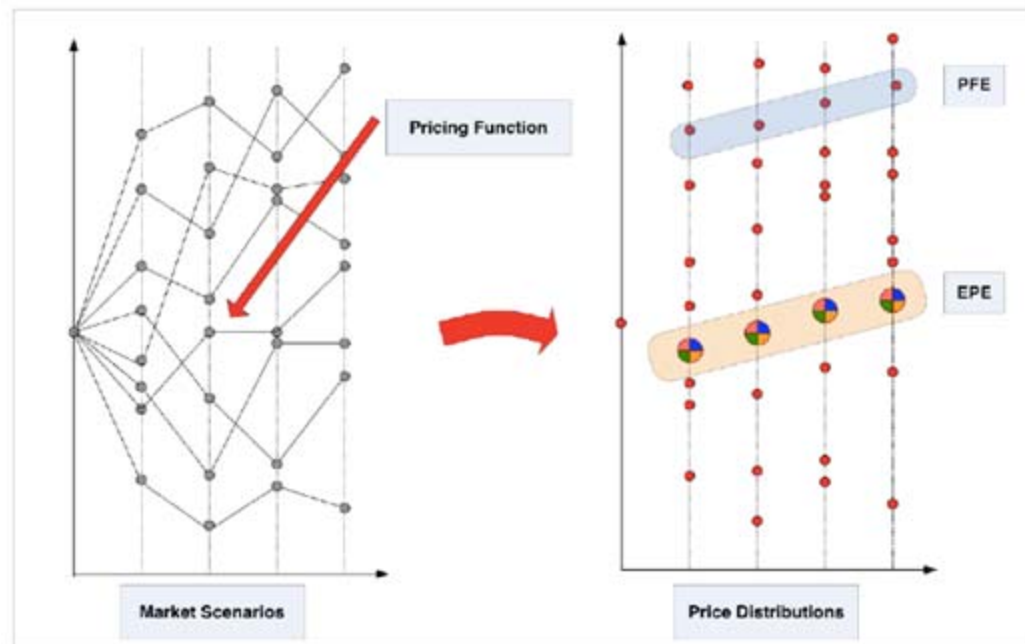 Pricing Function
PFE
EPE
Market Scenarios
Price Distributions